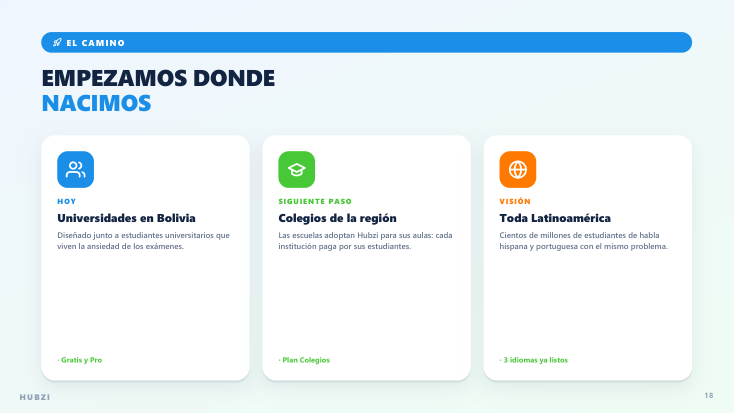 EL CAMINO
EMPEZAMOS DONDE
NACIMOS
HOY
Universidades en Bolivia
Diseñado junto a estudiantes universitarios que
viven la ansiedad de los exámenes.
· Gratis y Pro
SIGUIENTE PASO
Colegios de la región
Las escuelas adoptan Hubzi para sus aulas: cada
institución paga por sus estudiantes.
· Plan Colegios
VISIÓN
Toda Latinoamérica
Cientos de millones de estudiantes de habla
hispana y portuguesa con el mismo problema.
· 3 idiomas ya listos
HUBZI
18